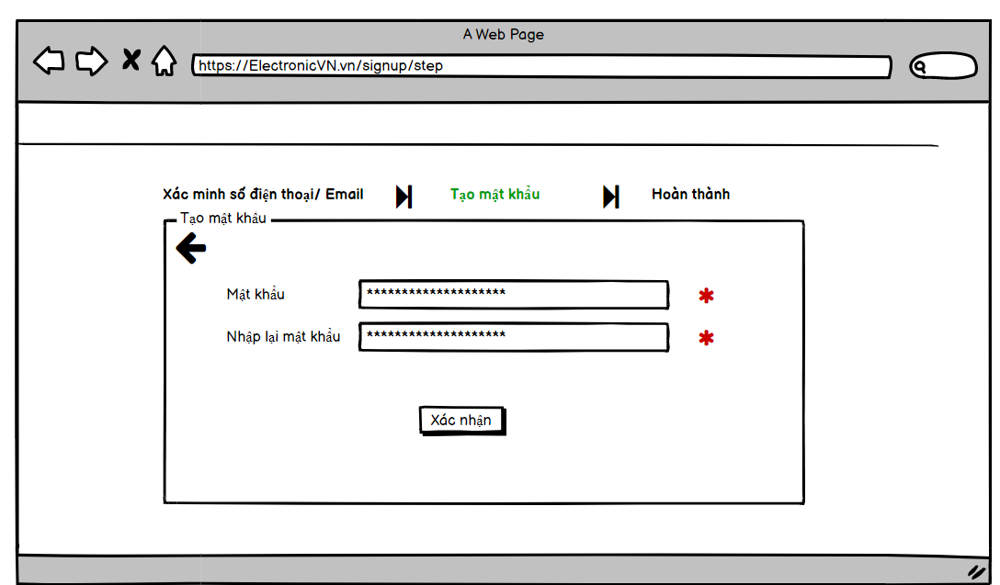 A Web Page
https://ElectronicVN.vn/signup/step
Xác minh số điện thoại/ Email
Tạo mật khẩu
Hoàn thành
Tạo mật khẩu
Mật khẩu
********************
Nhập lại mật khẩu
********************
Xác nhận